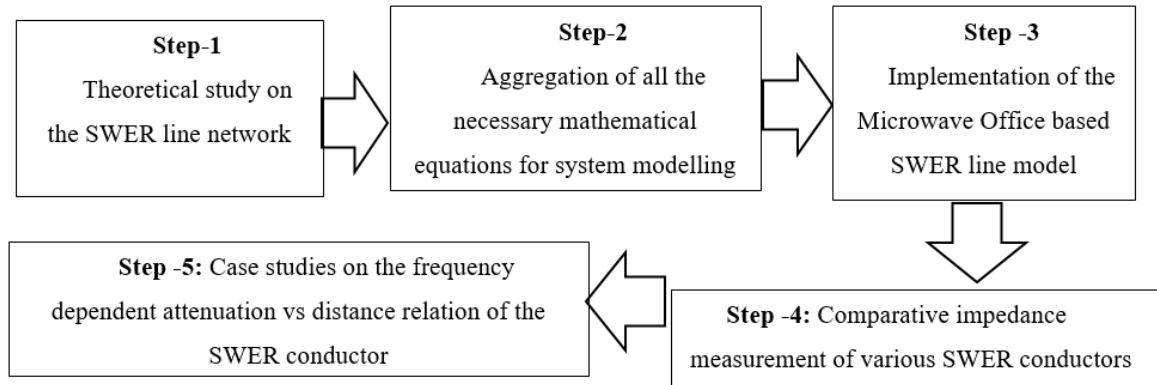 Step-1
Theoretical study on
the SWER line network
Step-2
Aggregation of all the
necessary mathematical
equations for system modelling
Step -3
Implementation of the
Microwave Office based
SWER line model
Step -4: Comparative impedance
measurement of various SWER conductors
Step -5: Case studies on the frequency
dependent attenuation vs distance relation of the
SWER conductor